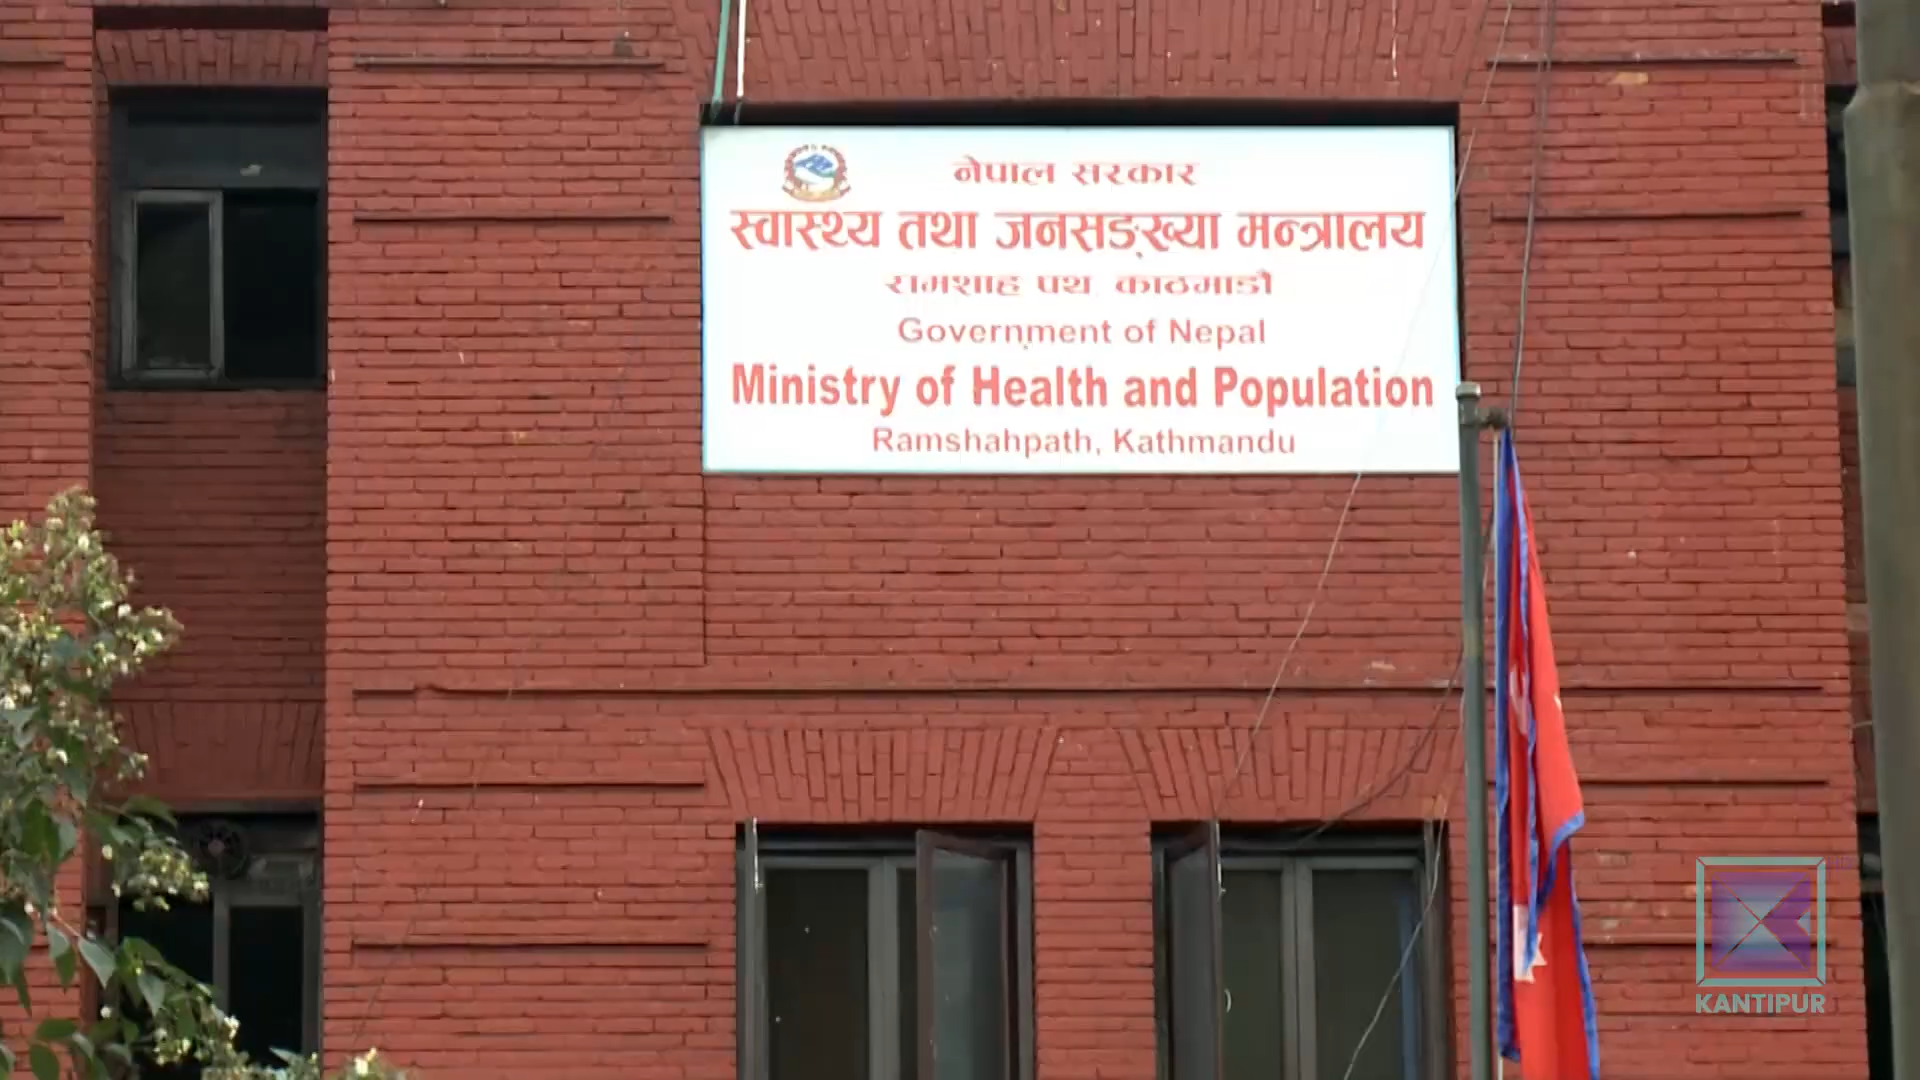 नेपाल सरकार
स्वास्थ्य तथा जनसङ्ख्या मन्त्रालय
रामशाह पथ, काठमाडौं
Government of Nepal
Ministry of Health and Population
Ramshahpath, Kathmandu
KANTIPUR